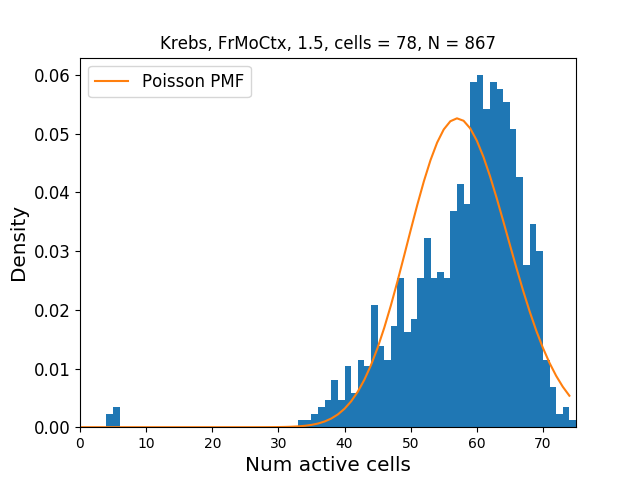 Krebs, FrMoCtx, 1.5, cells = 78, N = 867
Poisson PMF
0.06
0.05
0.04
0.03
0.02
0.01
0.00
Density
0 10 20 30 40 50 60 70
Num active cells